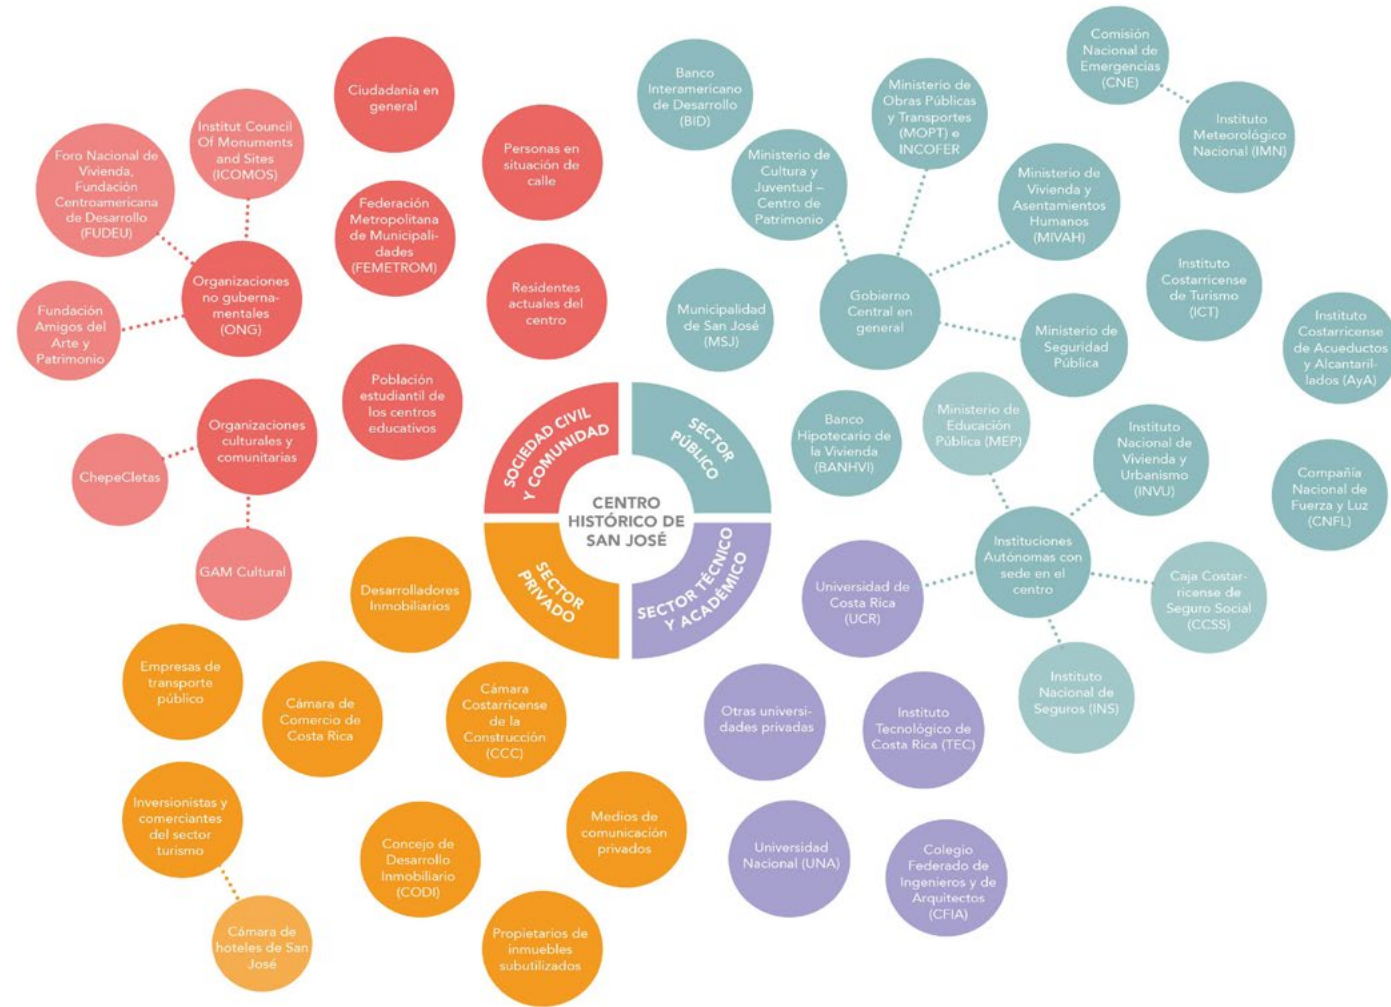 Ciudadanía en
general
Institut Council
Of Monuments
and Sites
(ICOMOS)
Foro Nacional de
Vivienda,
Fundación
Centroamericana
de Desarrollo
(FUDEU)
Personas en
situación de
calle
Federación
Metropolitana
de Municipali-
dades
(FEMETROM)
Organizaciones
no guberna-
mentales
(ONG)
Residentes
actuales del
centro
Fundación
Amigos del
Arte y
Patrimonio
Población
estudiantil de
los centros
educativos
Organizaciones
culturales y
comunitarias
ChepeCletas
GAM Cultural
Banco
Interamericano
de Desarrollo
(BID)
Ministerio de
Obras Públicas
y Transportes
(MOPT) e
INCOFER
Comisión
Nacional de
Emergencias
(CNE)
Instituto
Meteorológico
Nacional (IMN)
Ministerio de
Cultura y
Juventud –
Centro de
Patrimonio
Ministerio de
Vivienda y
Asentamientos
Humanos
(MIVAH)
Instituto
Costarricense
de Turismo
(ICT)
Municipalidad
de San José
(MSJ)
Gobierno
Central en
general
Ministerio de
Seguridad
Pública
Instituto
Costarricense
de Acueductos
y Alcantaril-
lados (AyA)
Banco
Hipotecario de
la Vivienda
(BANHVI)
Ministerio de
Educación
Pública (MEP)
Instituto
Nacional de
Vivienda y
Urbanismo
(INVU)
Compañía
Nacional de
Fuerza y Luz
(CNFL)
Instituciones
Autónomas con
sede en el
centro
Caja Costar-
ricense de
Seguro Social
(CCSS)
Instituto
Nacional de
Seguros (INS)
SOCIEDAD CIVIL
Y COMUNIDAD
SECTOR
PÚBLICO
CENTRO
HISTÓRICO DE
SAN JOSÉ
SECTOR
PRIVADO
SECTOR TÉCNICO
Y ACADÉMICO
Desarrolladores
Inmobiliarios
Empresas de
transporte
público
Cámara de
Comercio de
Costa Rica
Cámara
Costarricense
de la
Construcción
(CCC)
Inversionistas y
comerciantes
del sector
turismo
Concejo de
Desarrollo
Inmobiliario
(CODI)
Medios de
comunicación
privados
Cámara de
hoteles de San
José
Propietarios de
inmuebles
subutilizados
Universidad de
Costa Rica
(UCR)
Otras universi-
dades privadas
Instituto
Tecnológico de
Costa Rica (TEC)
Universidad
Nacional (UNA)
Colegio
Federado de
Ingenieros y de
Arquitectos
(CFIA)